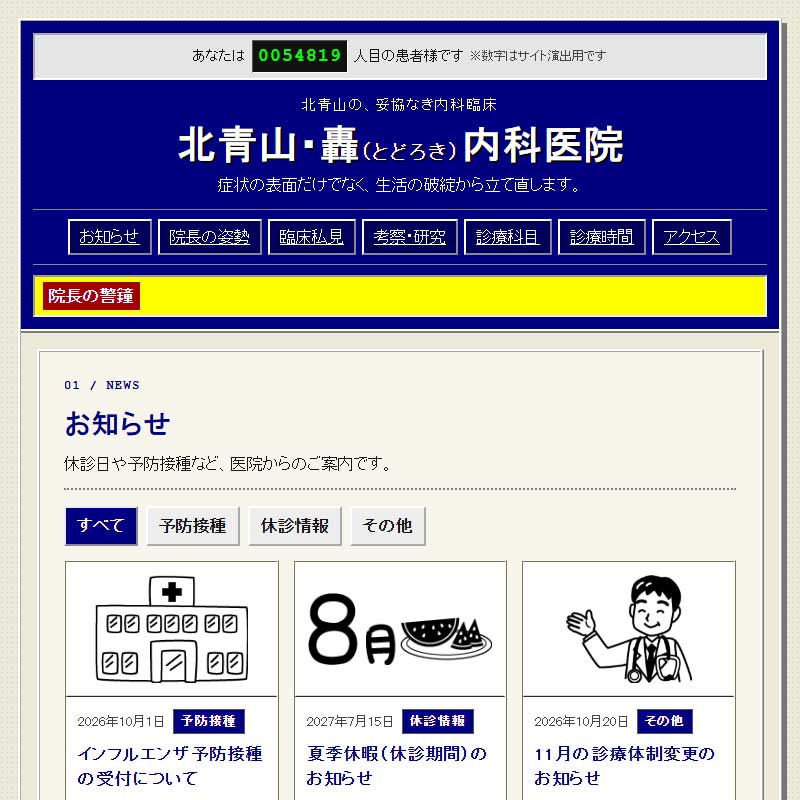 あなたは 0054819 人目の患者様です ※数字はサイト演出用です
北青山の、妥協なき内科臨床
北青山・轟(とどろき)内科医院
症状の表面だけでなく、生活の破綻から立て直します。
お知らせ 院長の姿勢 臨床私見 考察・研究 診療科目 診療時間 アクセス
院長の警鐘
01 / NEWS
お知らせ
休診日や予防接種など、医院からのご案内です。
すべて 予防接種 休診情報 その他
8月
2026年10月1日 予防接種
インフルエンザ予防接種
の受付について
2027年7月15日 休診情報
夏季休暇(休診期間)の
お知らせ
2026年10月20日 その他
11月の診療体制変更の
お知らせ